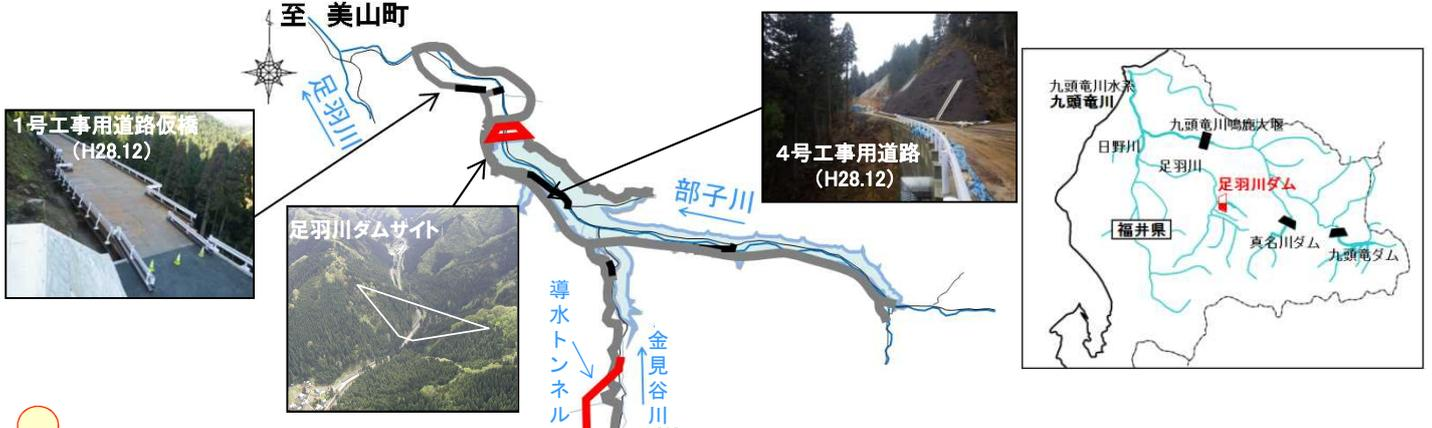 至 美山町
足羽川
1号工事用道路仮橋
（H28.12）
足羽川ダムサイト
4号工事用道路
（H28.12）
部子川
導水トンネル
金見谷川
九頭竜川水系
九頭竜川
九頭竜川鳴鹿大堰
日野川
足羽川
足羽川ダム
福井県
真名川ダム
九頭竜ダム